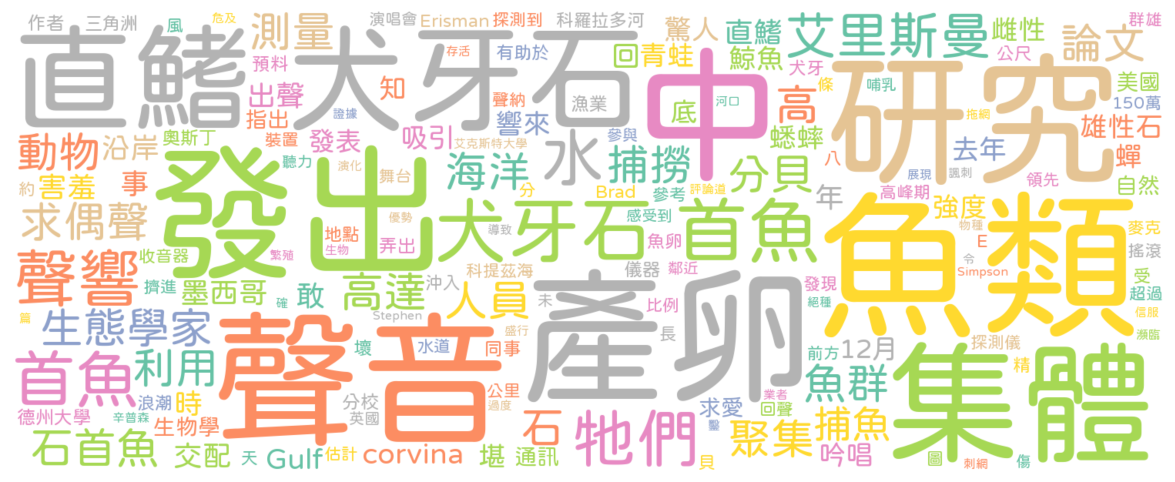 作者 三角洲 風 危及 演唱會 Erisman 探測到 科羅拉多河 驚人 直鰭 艾里斯曼 雌性 論文 群雄
直鰭 犬牙石 測量 預料 知 有助於 存活 回 青蛙 鯨魚 犬牙 公尺 美國
出聲 指出 證據 聲納 漁業 響來 中 底 河口 高 條 哺乳 研究 拖網 150萬 雄性石
動物 沿岸 奧斯丁 裝置 發表 吸引 艾克斯特大學 參與 水 捕撈 蟋蟀 八 去年 蟬
約 害羞 事 發出 聽力 演化 舞台 海洋 分 Brad 參考 評論道 分貝 年 高峰期 展現 諷刺 領先 自然
求偶聲 收音器 地點 生物 優勢 弄出 犬牙石首魚 導致 感受到 魚卵 魚類 強度 E 物種 麥克 搖滾
聲響 擠進 繁殖 墨西哥 敢 高達 沖入 科提茲海 儀器 鄰近 發現 絕種 令 Simpson 受 超過
篇 確 生態學家 聲音 Stephen 人員 未 產卵 比例 長 信服 瀕臨
首魚 利用 壞 水道 盛行 同事 12月 前方 探測儀 精 集體
德州大學 浪潮 辛普森 時 生物學 分校 英國 公里 過度 石 牠們 求愛 業者 回聲 魚群 聚集 捕魚
石首魚 交配 天 Gulf 估計 corvina 堪 通訊 貝 鑿 吟唱 圖 刺網 傷